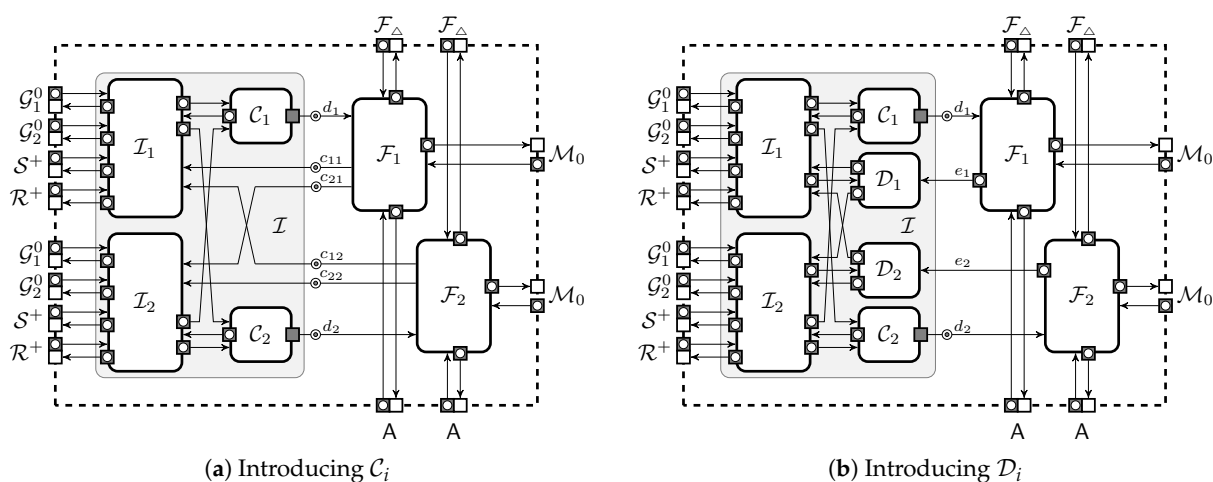 F△ F△ F△ F△
G₁⁰ C₁ d₁ G₁⁰ C₁ d₁
G₂⁰ I₁ F₁ G₂⁰ I₁ F₁
S⁺ c₁₁ M₀ S⁺ D₁ e₁ M₀
R⁺ c₂₁ R⁺
I I
G₁⁰ c₁₂ G₁⁰ D₂ e₂
G₂⁰ I₂ c₂₂ F₂ M₀ G₂⁰ I₂ F₂ M₀
S⁺ C₂ d₂ S⁺ C₂ d₂
R⁺ R⁺
A A A A
(a) Introducing Cᵢ (b) Introducing Dᵢ